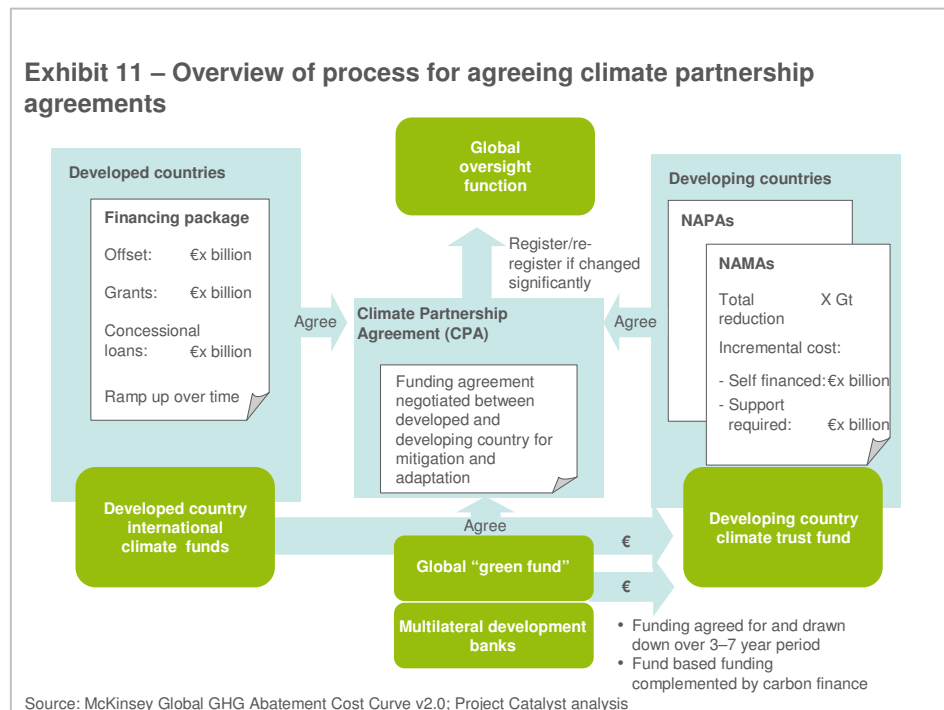 Exhibit 11 – Overview of process for agreeing climate partnership
agreements
Global
oversight
function
Developed countries
Financing package
Offset: €x billion
Grants: €x billion
Concessional
loans: €x billion
Ramp up over time
Agree
Register/re-
register if changed
significantly
Climate Partnership
Agreement (CPA)
Funding agreement
negotiated between
developed and
developing country for
mitigation and
adaptation
Agree
Developing countries
NAPAs
NAMAs
Total X Gt
reduction
Incremental cost:
- Self financed: €x billion
- Support
required: €x billion
Developed country
international
climate funds
Agree
€
Developing country
climate trust fund
Global “green fund”
€
Multilateral development
banks
• Funding agreed for and drawn
down over 3–7 year period
• Fund based funding
complemented by carbon finance
Source: McKinsey Global GHG Abatement Cost Curve v2.0; Project Catalyst analysis